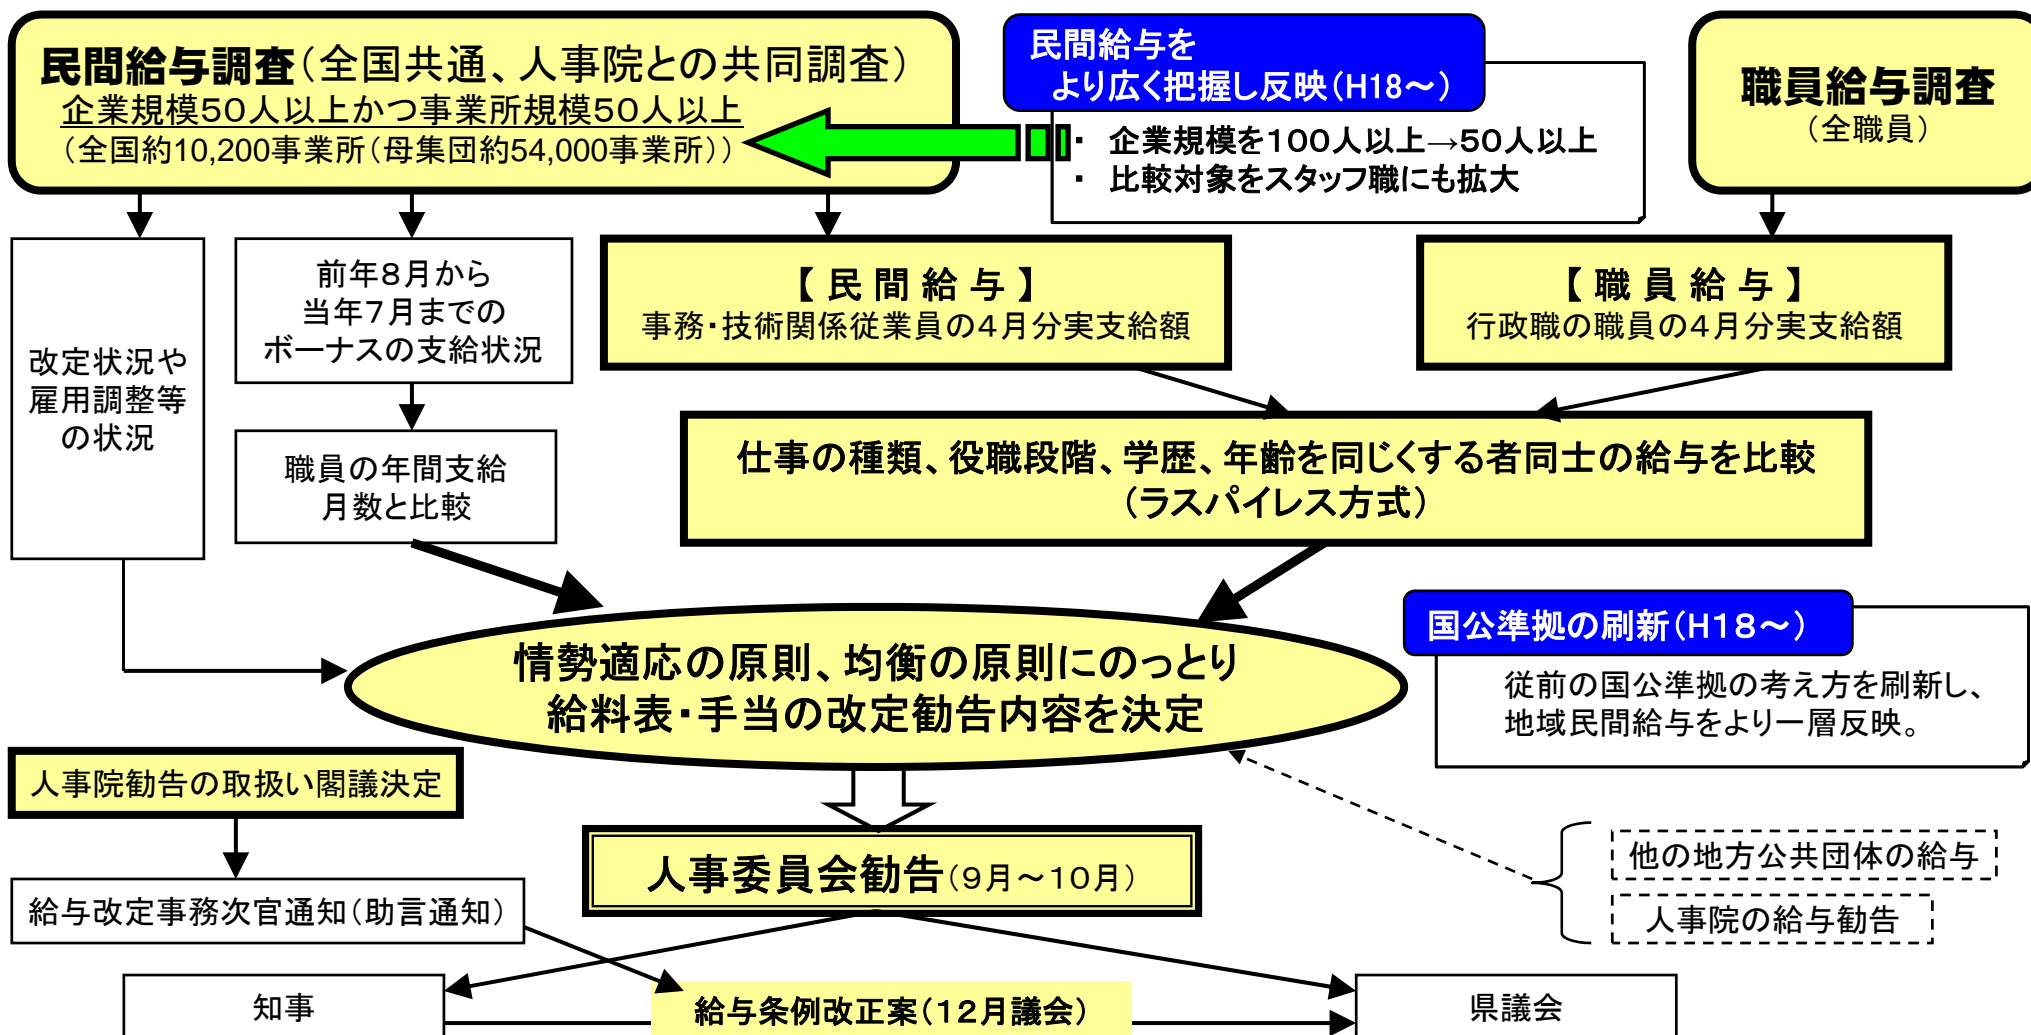 民間給与調査(全国共通、人事院との共同調査)
企業規模50人以上かつ事業所規模50人以上
(全国約10,200事業所(母集団約54,000事業所))
民間給与を
より広く把握し反映(H18～)
・ 企業規模を100人以上→50人以上
・ 比較対象をスタッフ職にも拡大
職員給与調査
(全職員)
改定状況や
雇用調整等
の状況
前年8月から
当年7月までの
ボーナスの支給状況
職員の年間支給
月数と比較
【民間給与】
事務・技術関係従業員の4月分実支給額
【職員給与】
行政職の職員の4月分実支給額
仕事の種類、役職段階、学歴、年齢を同じくする者同士の給与を比較
(ラスパイレス方式)
情勢適応の原則、均衡の原則にのっとり
給料表・手当の改定勧告内容を決定
国公準拠の刷新(H18～)
従前の国公準拠の考え方を刷新し、
地域民間給与をより一層反映。
人事院勧告の取扱い閣議決定
給与改定事務次官通知(助言通知)
人事委員会勧告(9月～10月)
他の地方公共団体の給与
人事院の給与勧告
知事
給与条例改正案(12月議会)
県議会